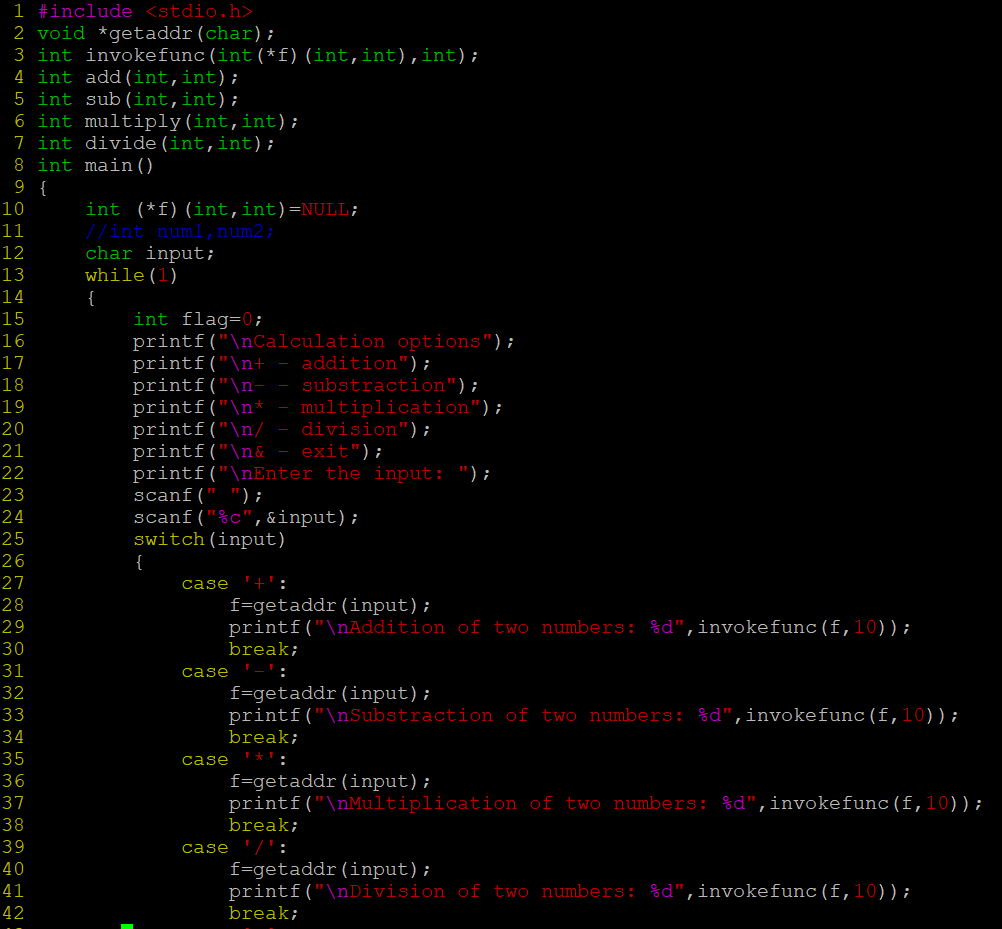 1 #include <stdio.h>
2 void *getaddr(char);
3 int invokefunc(int(*f)(int,int),int);
4 int add(int,int);
5 int sub(int,int);
6 int multiply(int,int);
7 int divide(int,int);
8 int main()
9 {
10     int (*f)(int,int)=NULL;
11     //int num1,num2;
12     char input;
13     while(1)
14     {
15         int flag=0;
16         printf("\nCalculation options");
17         printf("\n+ - addition");
18         printf("\n- - substraction");
19         printf("\n* - multiplication");
20         printf("\n/ - division");
21         printf("\n& - exit");
22         printf("\nEnter the input: ");
23         scanf(" ");
24         scanf("%c",&input);
25         switch(input)
26         {
27             case '+':
28                 f=getaddr(input);
29                 printf("\nAddition of two numbers: %d",invokefunc(f,10));
30                 break;
31             case '-':
32                 f=getaddr(input);
33                 printf("\nSubstraction of two numbers: %d",invokefunc(f,10));
34                 break;
35             case '*':
36                 f=getaddr(input);
37                 printf("\nMultiplication of two numbers: %d",invokefunc(f,10));
38                 break;
39             case '/':
40                 f=getaddr(input);
41                 printf("\nDivision of two numbers: %d",invokefunc(f,10));
42                 break;